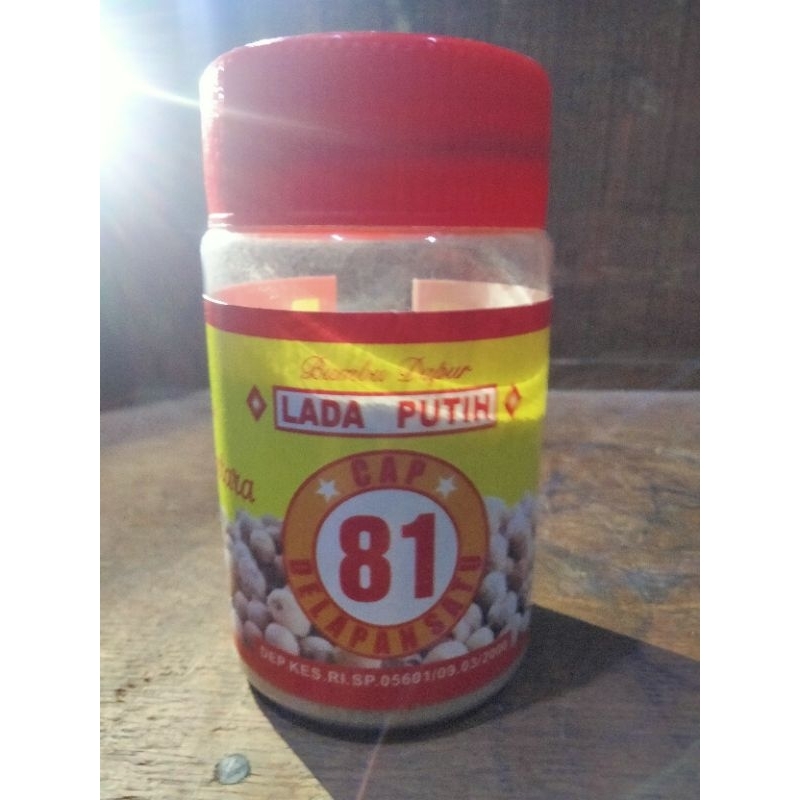 Bumbu Dapur
LADA PUTIH
CAP
81
DELAPAN SATU
DEP KES.RI.SP.05601/09.03/2000